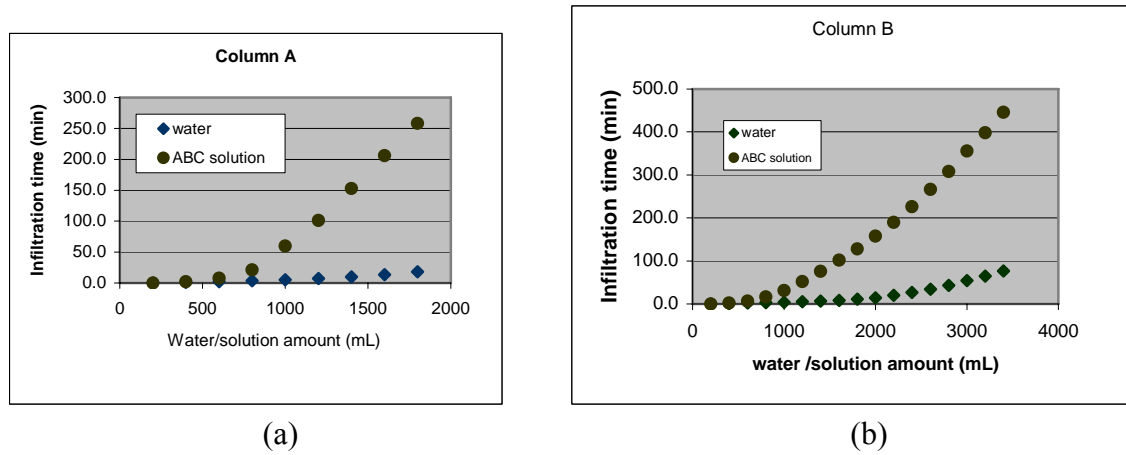 Column A
Infiltration time (min)
300.0
250.0
200.0
150.0
100.0
50.0
0.0
water
ABC solution
0 500 1000 1500 2000
Water/solution amount (mL)
(a)
Column B
Infiltration time (min)
500.0
400.0
300.0
200.0
100.0
0.0
water
ABC solution
0 1000 2000 3000 4000
water /solution amount (mL)
(b)